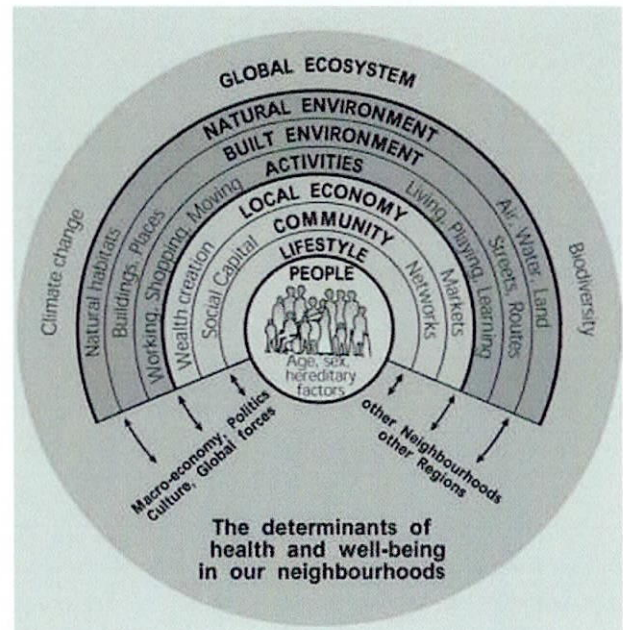 GLOBAL ECOSYSTEM
NATURAL ENVIRONMENT
BUILT ENVIRONMENT
ACTIVITIES
LOCAL ECONOMY
COMMUNITY
LIFESTYLE
PEOPLE
Age, sex,
hereditary
factors
Climate change
Natural habitats
Buildings, Places
Working, Shopping, Moving
Wealth creation
Social Capital
Networks
Markets
Living, Playing, Learning
Streets, Routes
Air, Water, Land
Biodiversity
Macro-economy, Politics
Culture, Global forces
other Neighbourhoods
other Regions
The determinants of
health and well-being
in our neighbourhoods